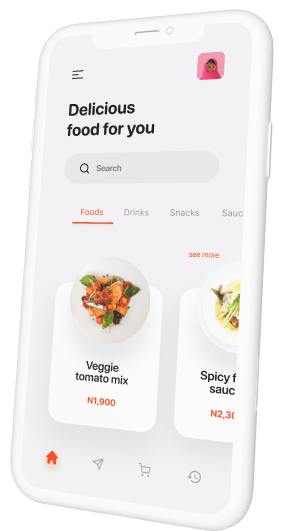 Delicious
food for you
Search
Foods Drinks Snacks Sauc
see more
Veggie
tomato mix
N1,900
Spicy f
sauc
N2,30